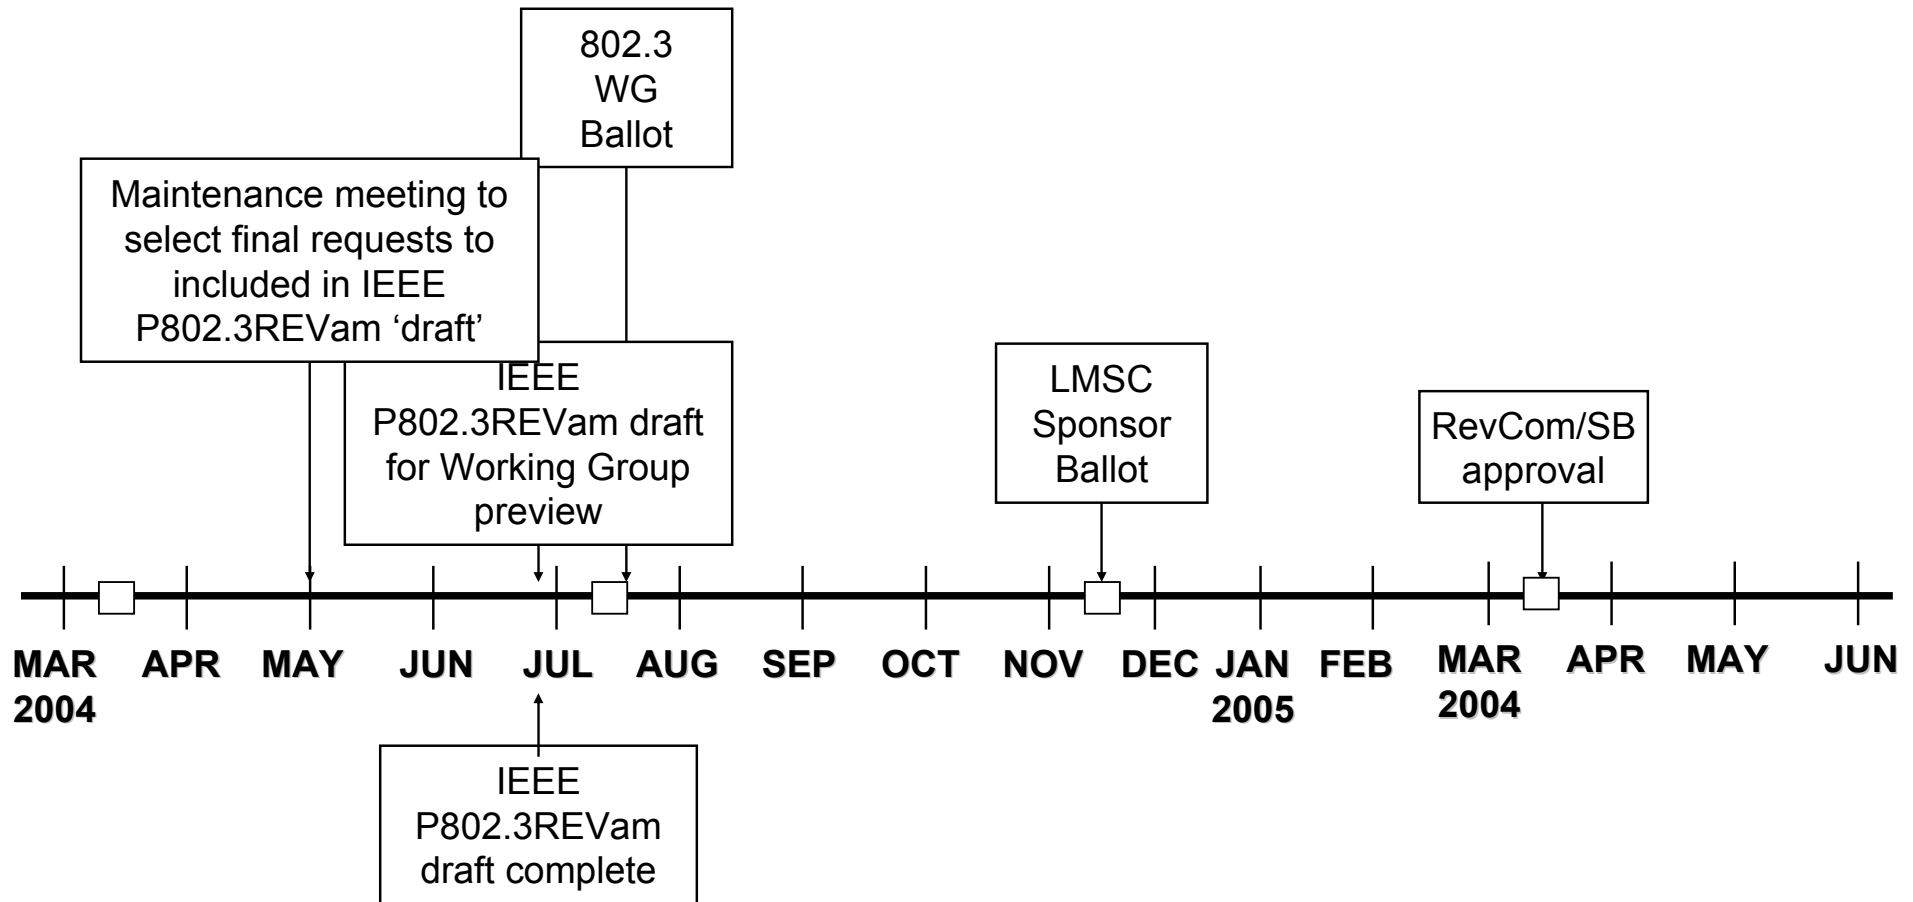 802.3
WG
Ballot
Maintenance meeting to
select final requests to
included in IEEE
P802.3REVam ‘draft’
IEEE
P802.3REVam draft
for Working Group
preview
LMSC
Sponsor
Ballot
RevCom/SB
approval
MAR APR MAY JUN JUL AUG SEP OCT NOV DEC JAN FEB MAR APR MAY JUN
2004 2005 2004
IEEE
P802.3REVam
draft complete